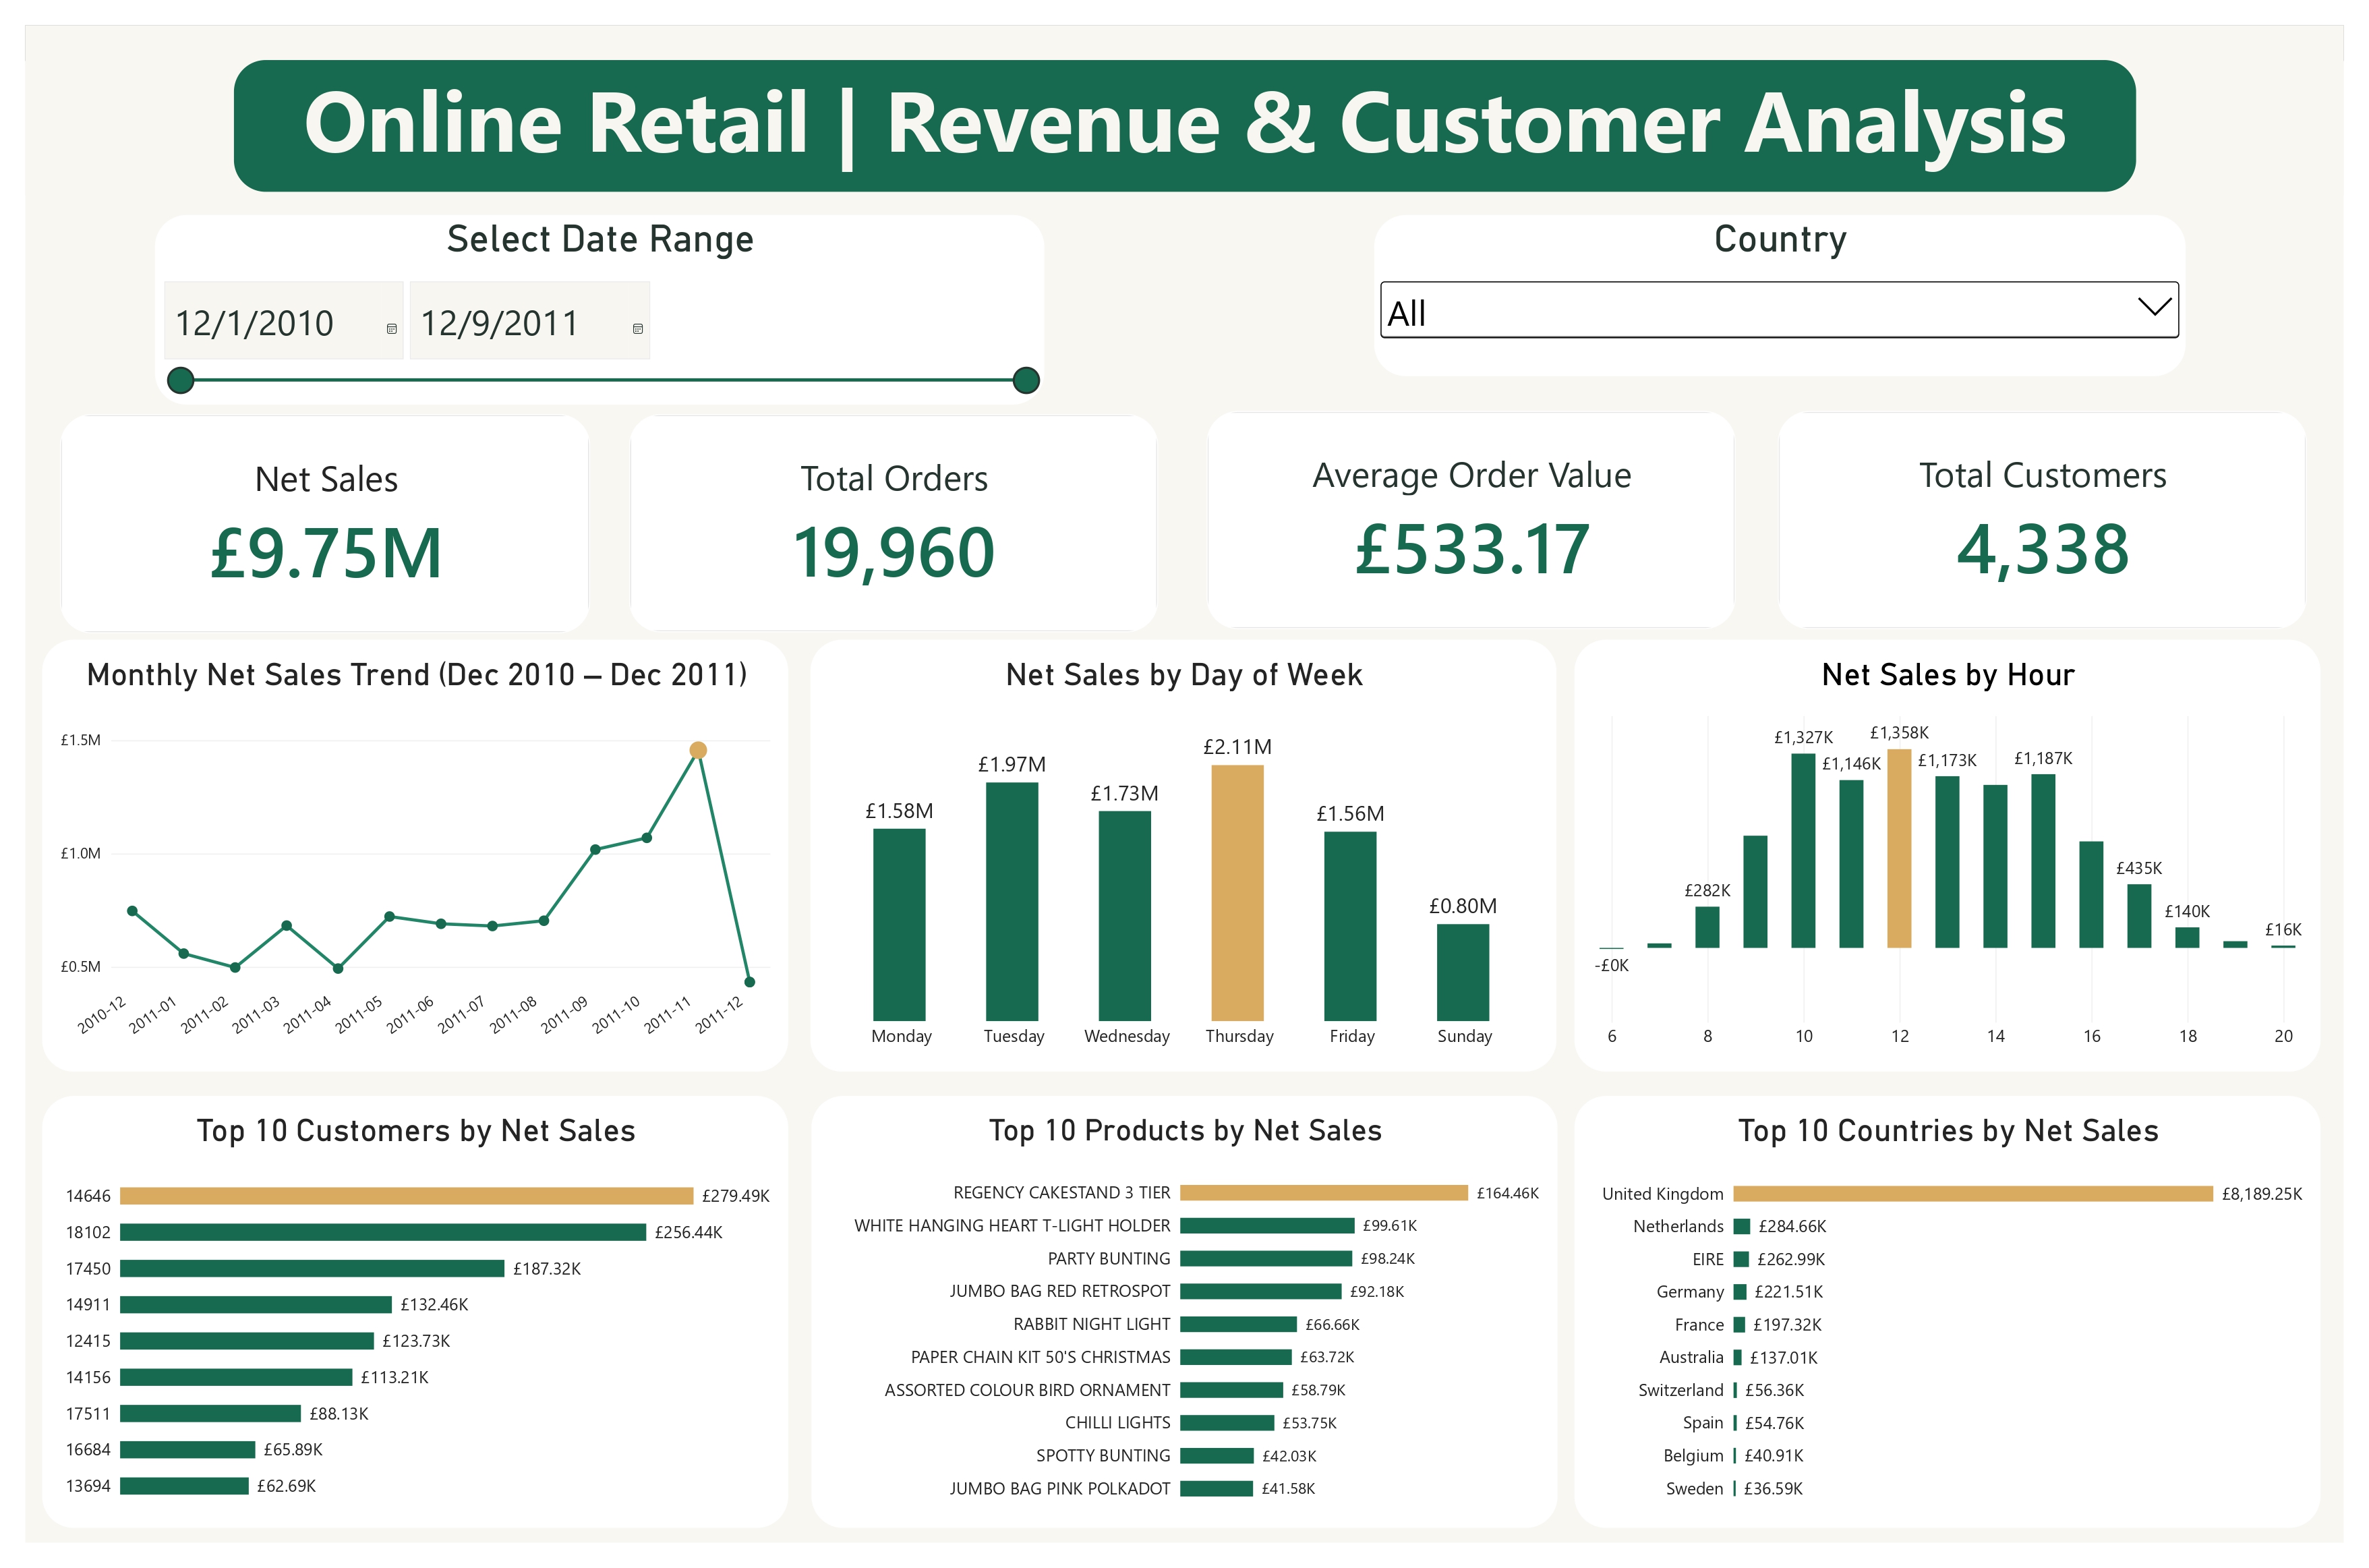 Online Retail | Revenue & Customer Analysis
Select Date Range
12/1/2010
12/9/2011
Country
All
Net Sales
£9.75M
Total Orders
19,960
Average Order Value
£533.17
Total Customers
4,338
Monthly Net Sales Trend (Dec 2010 – Dec 2011)
£1.5M
£1.0M
£0.5M
2010-12
2011-01
2011-02
2011-03
2011-04
2011-05
2011-06
2011-07
2011-08
2011-09
2011-10
2011-11
2011-12
Net Sales by Day of Week
£1.58M
£1.97M
£1.73M
£2.11M
£1.56M
£0.80M
Monday
Tuesday
Wednesday
Thursday
Friday
Sunday
Net Sales by Hour
-£0K
£282K
£1,327K
£1,146K
£1,358K
£1,173K
£1,187K
£435K
£140K
£16K
6
8
10
12
14
16
18
20
Top 10 Customers by Net Sales
14646 £279.49K
18102 £256.44K
17450 £187.32K
14911 £132.46K
12415 £123.73K
14156 £113.21K
17511 £88.13K
16684 £65.89K
13694 £62.69K
Top 10 Products by Net Sales
REGENCY CAKESTAND 3 TIER £164.46K
WHITE HANGING HEART T-LIGHT HOLDER £99.61K
PARTY BUNTING £98.24K
JUMBO BAG RED RETROSPOT £92.18K
RABBIT NIGHT LIGHT £66.66K
PAPER CHAIN KIT 50'S CHRISTMAS £63.72K
ASSORTED COLOUR BIRD ORNAMENT £58.79K
CHILLI LIGHTS £53.75K
SPOTTY BUNTING £42.03K
JUMBO BAG PINK POLKADOT £41.58K
Top 10 Countries by Net Sales
United Kingdom £8,189.25K
Netherlands £284.66K
EIRE £262.99K
Germany £221.51K
France £197.32K
Australia £137.01K
Switzerland £56.36K
Spain £54.76K
Belgium £40.91K
Sweden £36.59K